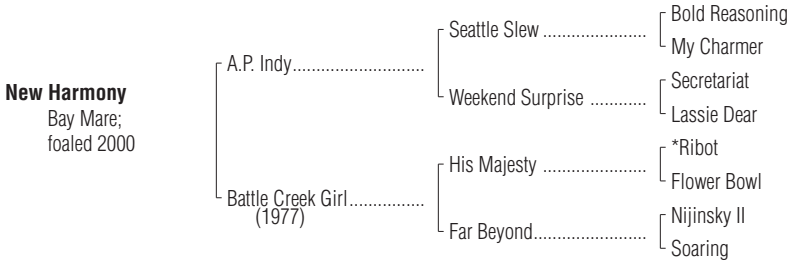 Bold Reasoning
Seattle Slew ......................
My Charmer
A.P. Indy............................
Secretariat
Weekend Surprise ............
Lassie Dear
New Harmony
Bay Mare;
foaled 2000
*Ribot
His Majesty ......................
Flower Bowl
Battle Creek Girl................
(1977)
Nijinsky II
Far Beyond........................
Soaring